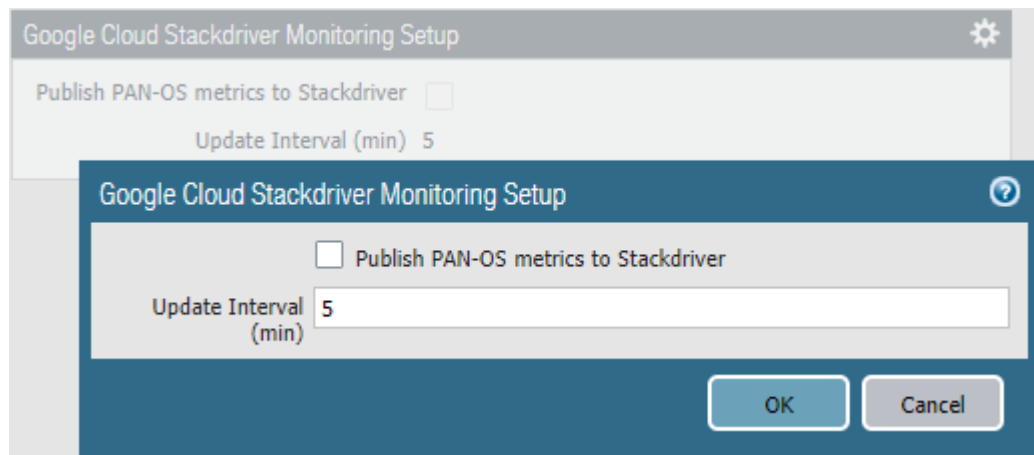 Google Cloud Stackdriver Monitoring Setup
Publish PAN-OS metrics to Stackdriver
Update Interval (min) 5
Google Cloud Stackdriver Monitoring Setup ?
Publish PAN-OS metrics to Stackdriver
Update Interval
(min)
5
OK Cancel